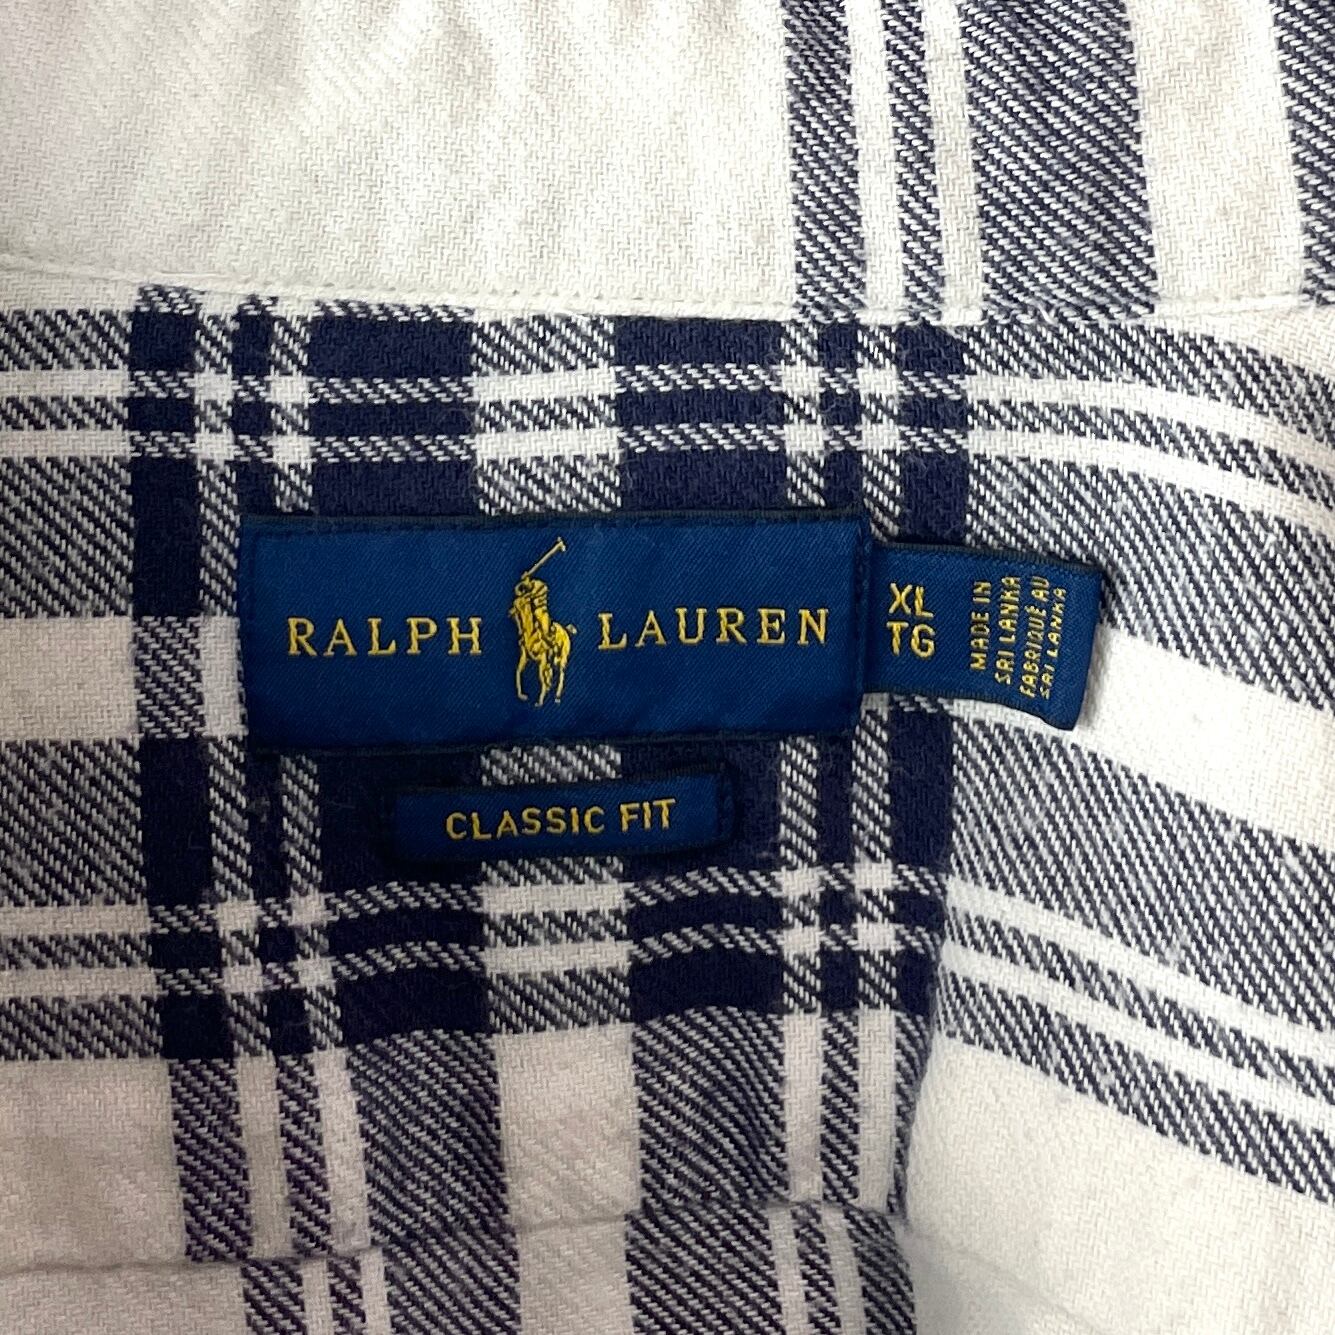 RALPH LAUREN
XL
TG
MADE IN
SRI LANKA
FABRIQUÉ AU
SRI LANKA
CLASSIC FIT